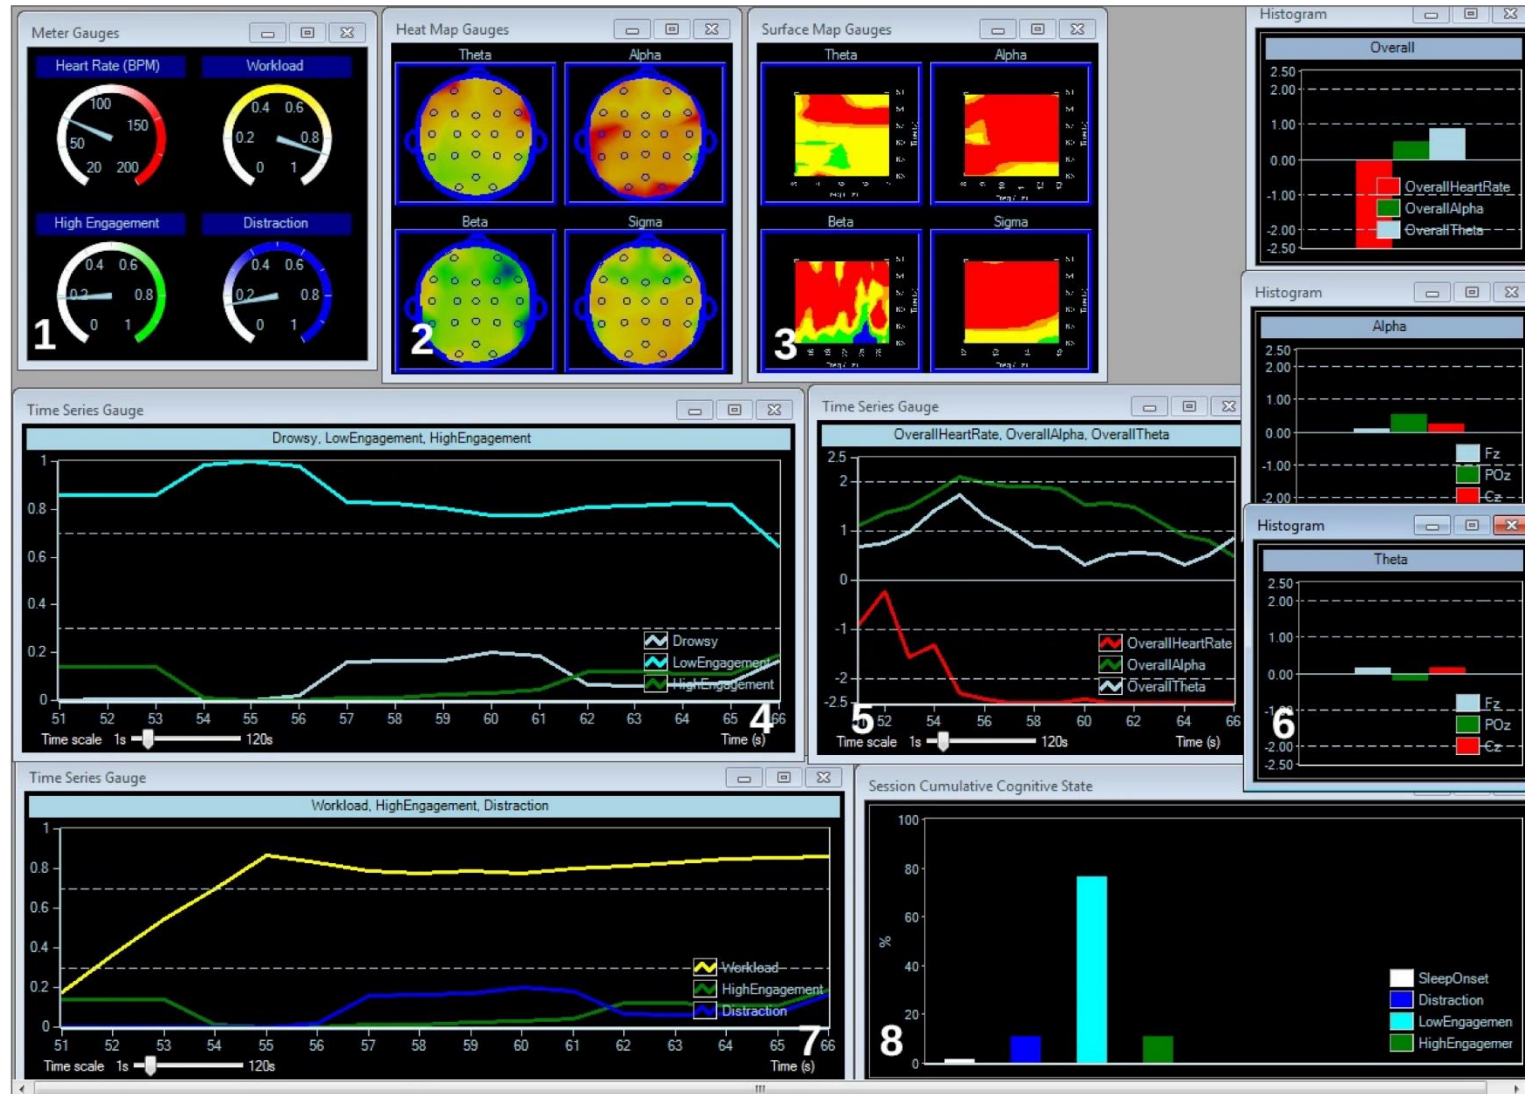 Meter Gauges
Heart Rate (BPM)
Workload
100
150
50
20
200
0.4
0.6
0.2
0.8
0
1
High Engagement
Distraction
0.4
0.6
0.2
0.8
0
1
0.4
0.6
0.2
0.8
0
1
1
Heat Map Gauges
Theta
Alpha
Beta
Sigma
2
Surface Map Gauges
Theta
Alpha
Beta
Sigma
3
Histogram
Overall
2.50
2.00
1.00
0.00
-1.00
-2.00
-2.50
OverallHeartRate
OverallAlpha
OverallTheta
Histogram
Alpha
2.50
2.00
1.00
0.00
-1.00
-2.00
Fz
POz
Cz
Histogram
Theta
2.50
2.00
1.00
0.00
-1.00
-2.00
-2.50
Fz
POz
Cz
6
Time Series Gauge
Drowsy, LowEngagement, HighEngagement
1
0.8
0.6
0.4
0.2
0
Drowsy
LowEngagement
HighEngagement
51 52 53 54 55 56 57 58 59 60 61 62 63 64 65 66
Time scale 1s 120s
Time (s)
4
Time Series Gauge
OverallHeartRate, OverallAlpha, OverallTheta
2.5
2
1
0
-1
-2
-2.5
OverallHeartRate
OverallAlpha
OverallTheta
52 54 56 58 60 62 64 66
Time scale 1s 120s
Time (s)
5
Time Series Gauge
Workload, HighEngagement, Distraction
1
0.8
0.6
0.4
0.2
0
Workload
HighEngagement
Distraction
51 52 53 54 55 56 57 58 59 60 61 62 63 64 65 66
Time scale 1s 120s
Time (s)
7
Session Cumulative Cognitive State
100
80
60
40
20
0
%
SleepOnset
Distraction
LowEngagemen
HighEngagemer
8